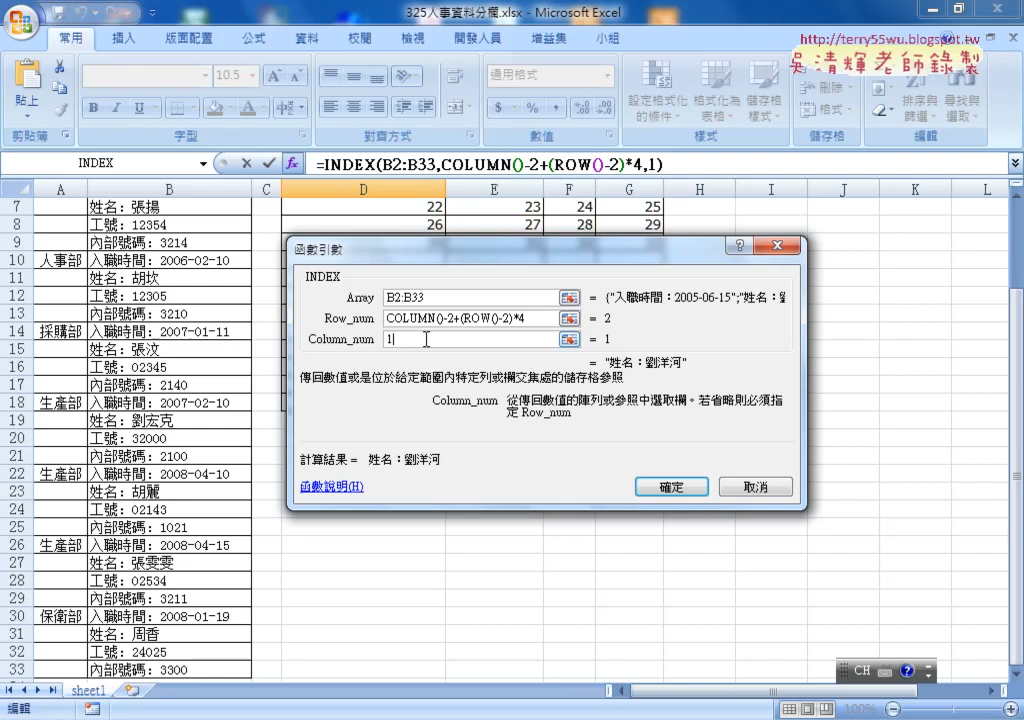 325人事資料分欄.xlsx - Microsoft Excel
常用 插入 版面配置 公式 資料 校閱 檢視 開發人員 增益集 小組
http://terry55wu.blogspot.tw
吳清輝老師錄製
貼上
10.5
B I U
通用格式
$ % ,
設定格式化的條件 格式化為表格 儲存格樣式
刪除
格式
排序與篩選 尋找與選取
剪貼簿 字型 對齊方式 數值 樣式 儲存格 編輯
INDEX
=INDEX(B2:B33,COLUMN()-2+(ROW()-2)*4,1)
A B C D E F G H I J K L
7 姓名：張揚 22 23 24 25
8 工號：12354 26 27 28 29
9 內部號碼：3214
10 人事部 入職時間：2006-02-10
11 姓名：胡坎
12 工號：12305
13 內部號碼：3210
14 採購部 入職時間：2007-01-11
15 姓名：張汶
16 工號：02345
17 內部號碼：2140
18 生產部 入職時間：2007-02-10
19 姓名：劉宏克
20 工號：32000
21 內部號碼：2100
22 生產部 入職時間：2008-04-10
23 姓名：胡麗
24 工號：02143
25 內部號碼：1021
26 生產部 入職時間：2008-04-15
27 姓名：張雯雯
28 工號：02534
29 內部號碼：3211
30 保衛部 入職時間：2008-01-19
31 姓名：周香
32 工號：24025
33 內部號碼：3300
函數引數
INDEX
Array B2:B33 = {"入職時間：2005-06-15";"姓名：劉
Row_num COLUMN()-2+(ROW()-2)*4 = 2
Column_num 1 = 1
= "姓名：劉洋河"
傳回數值或是位於給定範圍內特定列或欄交集處的儲存格參照
Column_num 從傳回數值的陣列或參照中選取欄。若省略則必須指
定 Row_num
計算結果 = 姓名：劉洋河
函數說明(H)
確定 取消
CH
sheet1
編輯
100%